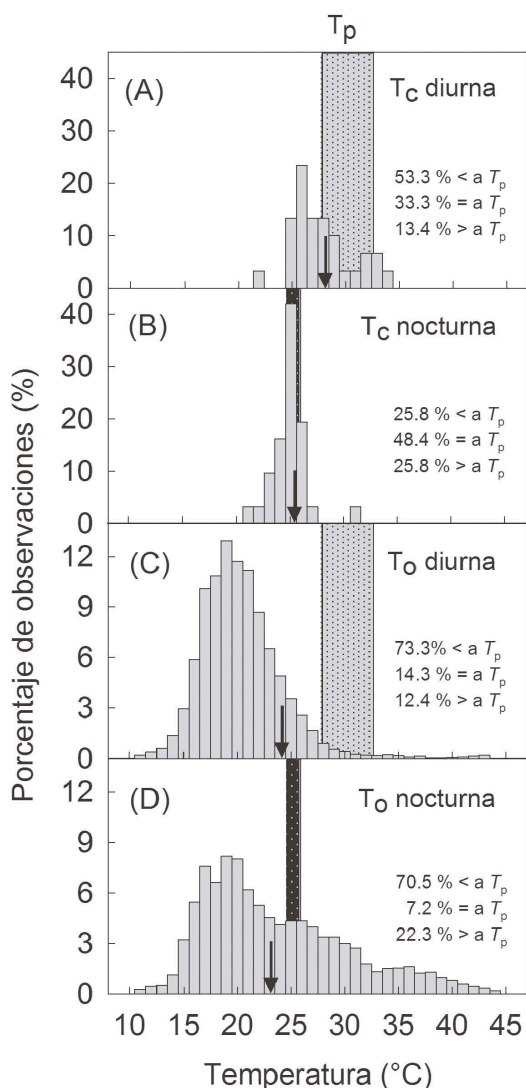 Tp
(A)
Tc diurna
53.3 % < a Tp
33.3 % = a Tp
13.4 % > a Tp
40
30
20
10
0
(B)
Tc nocturna
25.8 % < a Tp
48.4 % = a Tp
25.8 % > a Tp
40
30
20
10
0
(C)
To diurna
73.3% < a Tp
14.3 % = a Tp
12.4 % > a Tp
12
9
6
3
0
(D)
To nocturna
70.5 % < a Tp
7.2 % = a Tp
22.3 % > a Tp
12
9
6
3
0
10 15 20 25 30 35 40 45
Temperatura (°C)
Porcentaje de observaciones (%)